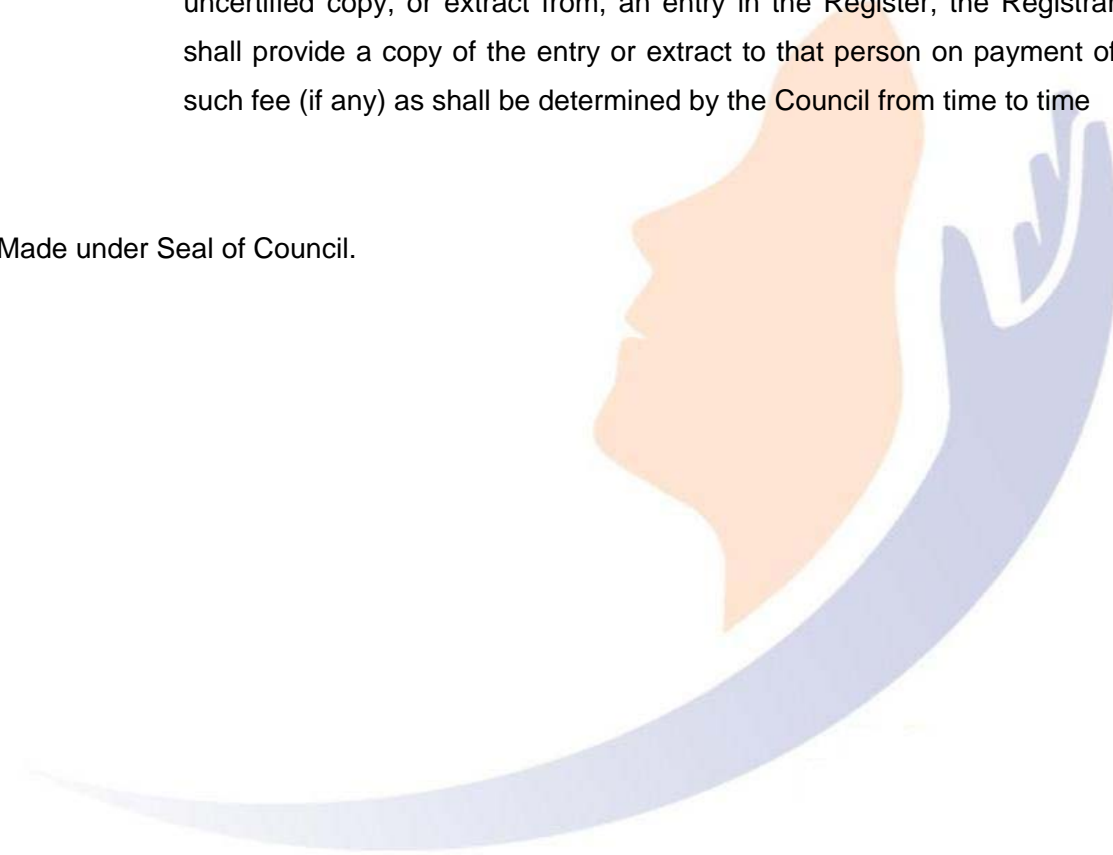 uncertified copy, or extract from, an entry in the Register, the Registrar
shall provide a copy of the entry or extract to that person on payment of
such fee (if any) as shall be determined by the Council from time to time
Made under Seal of Council.